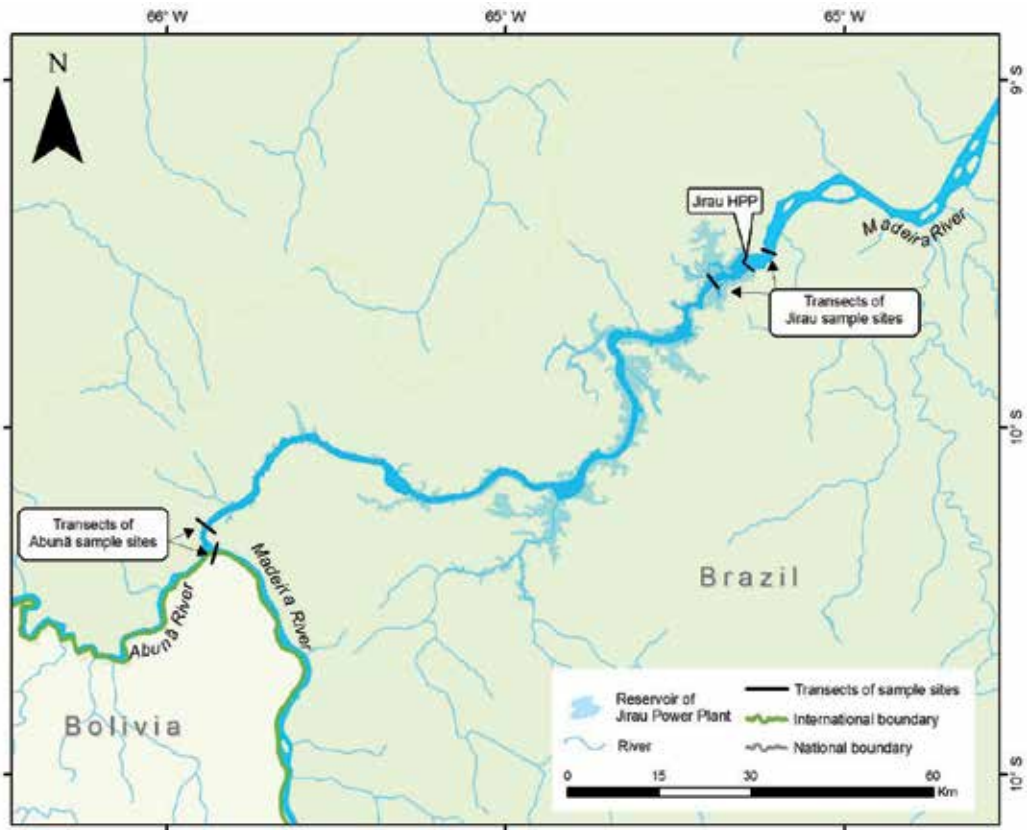 66° W
65° W
65° W
N
9° S
Jirau HPP
Madeira River
Transects of
Jirau sample sites
10° S
Transects of
Abunã sample sites
Madeira River
Abunã River
Brazil
Bolivia
Reservoir of
Jirau Power Plant
River
Transects of sample sites
International boundary
National boundary
0 15 30 60
Km
10° S